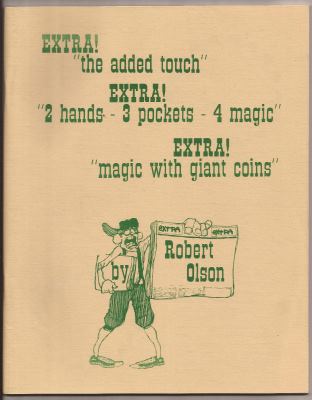 EXTRA!
"the added touch"
EXTRA!
"2 hands - 3 pockets - 4 magic"
EXTRA!
"magic with giant coins"
EXTRA EXTRA
by Robert
Olson